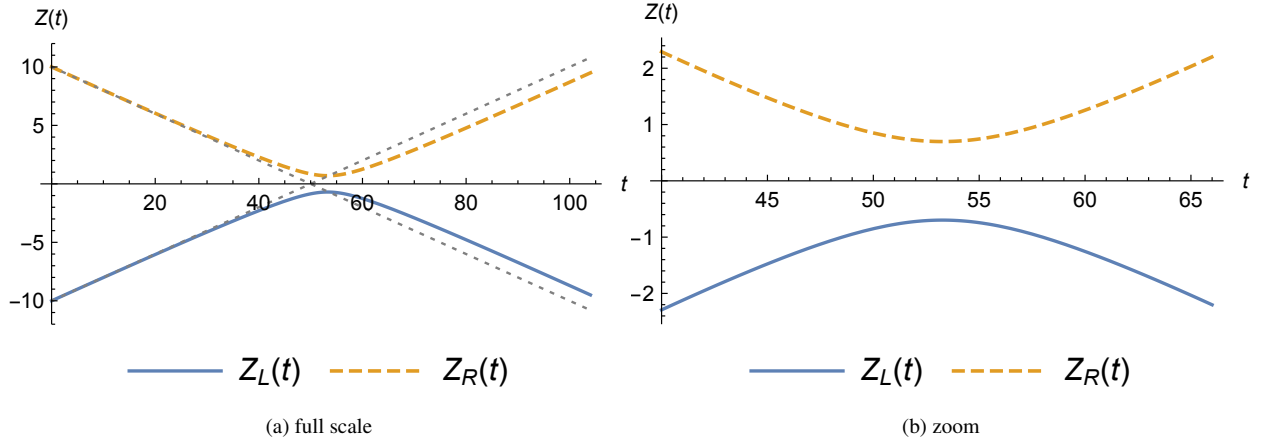 Z(t)
10
5
20
40
60
80
100
t
−5
−10
Z_L(t)
Z_R(t)
(a) full scale
Z(t)
2
1
45
50
55
60
65
t
−1
−2
Z_L(t)
Z_R(t)
(b) zoom